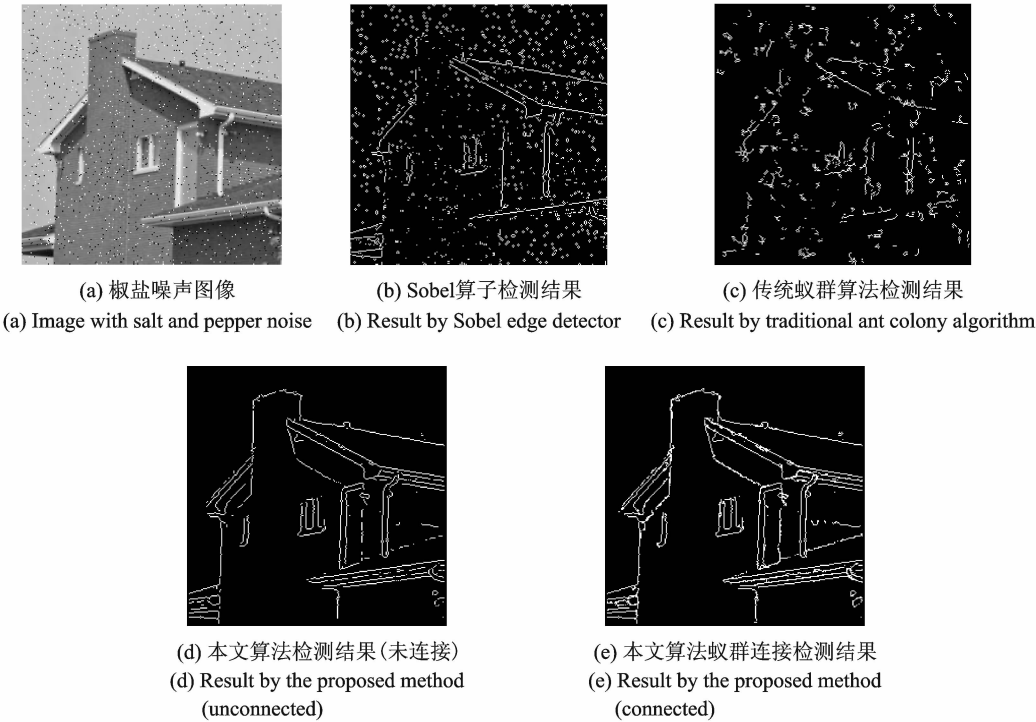 (a) 椒盐噪声图像
(a) Image with salt and pepper noise
(b) Sobel算子检测结果
(b) Result by Sobel edge detector
(c) 传统蚁群算法检测结果
(c) Result by traditional ant colony algorithm
(d) 本文算法检测结果(未连接)
(d) Result by the proposed method
(unconnected)
(e) 本文算法蚁群连接检测结果
(e) Result by the proposed method
(connected)